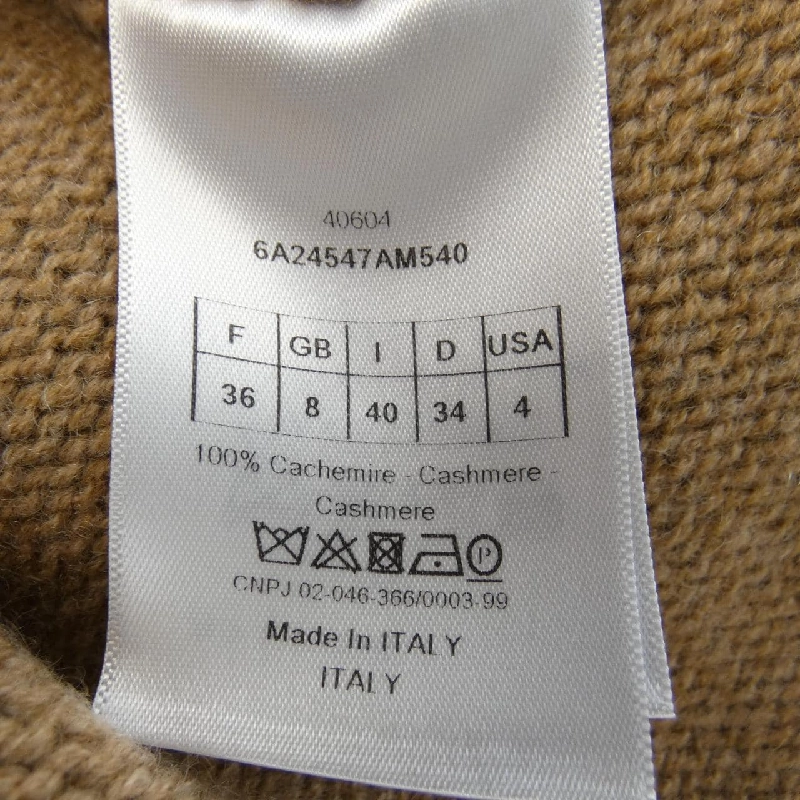 40604
6A24547AM540
F GB I D USA
36 8 40 34 4
100% Cachemire - Cashmere -
Cashmere
P
CNPJ 02-046-366/0003-99
Made In ITALY
ITALY